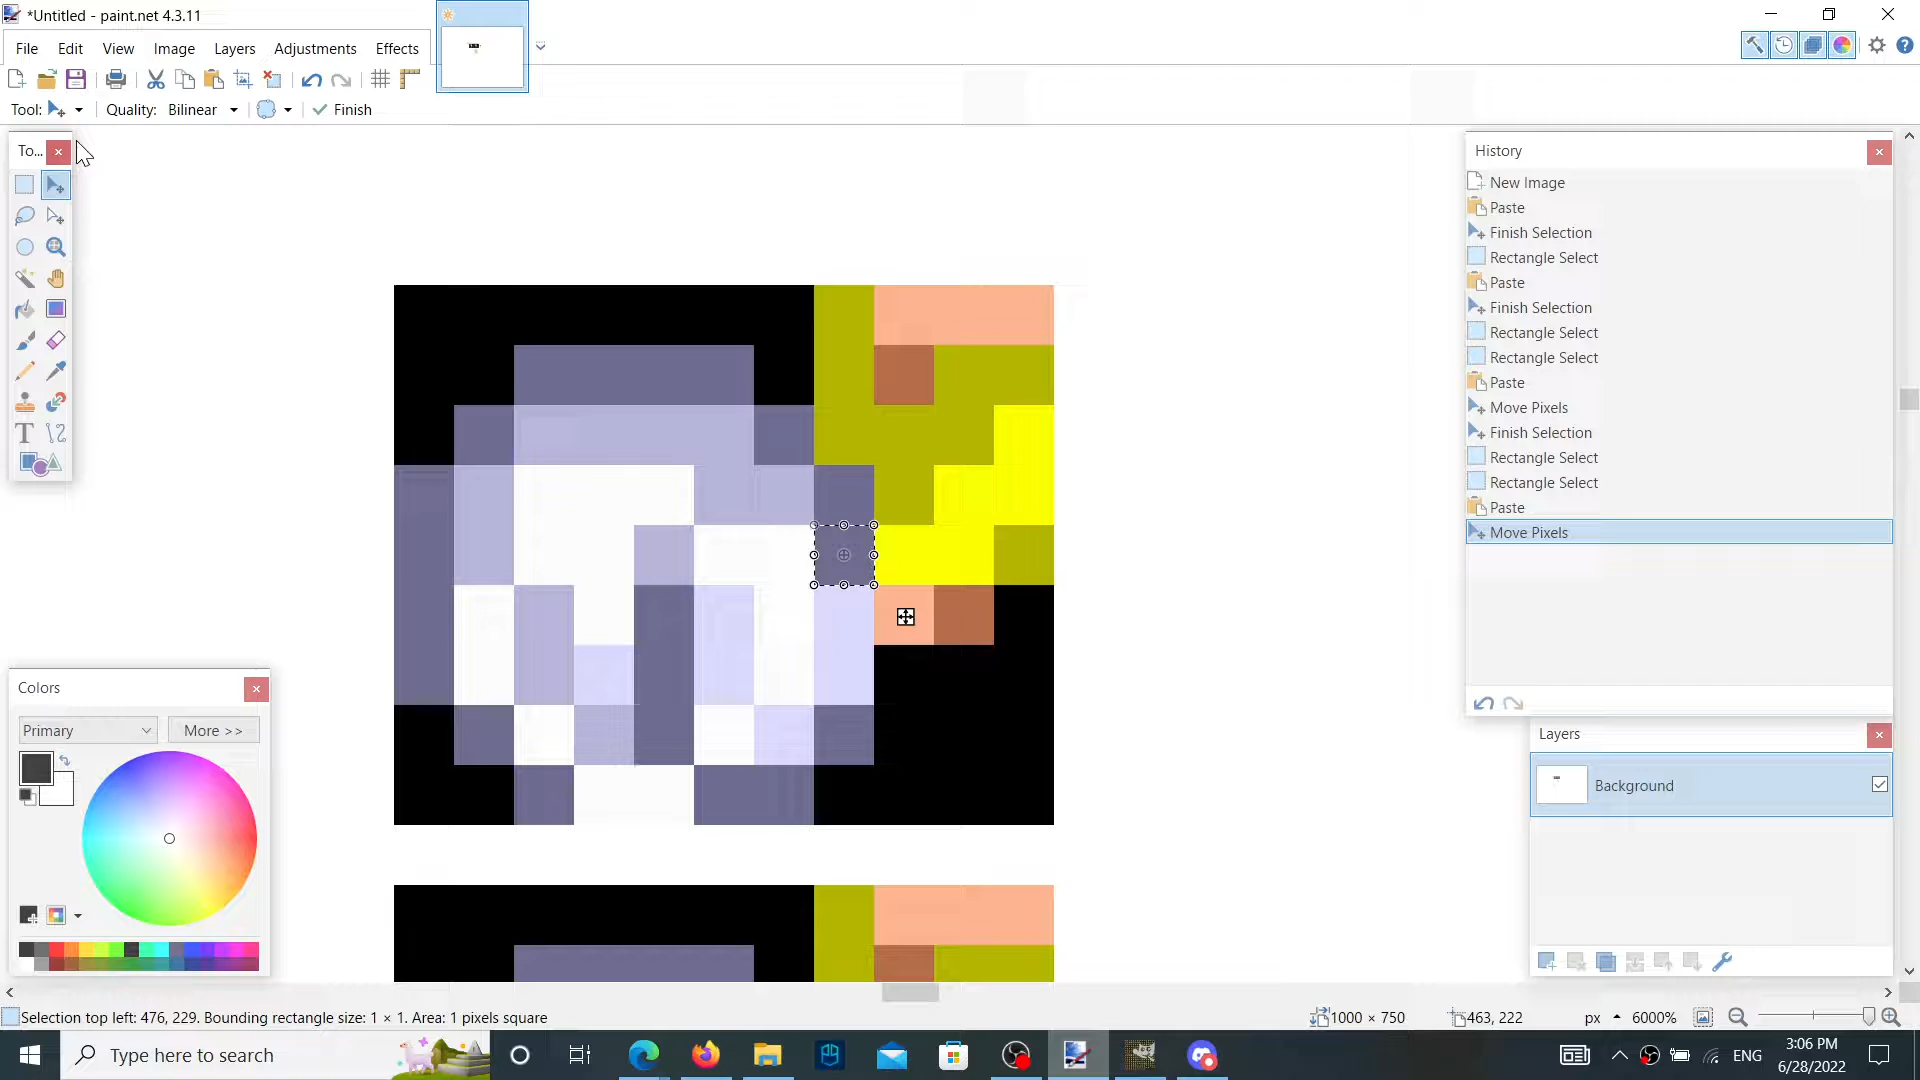 *Untitled - paint.net 4.3.11
File Edit View Image Layers Adjustments Effects
Tool: Quality: Bilinear Finish
To...
History
New Image
Paste
Finish Selection
Rectangle Select
Paste
Finish Selection
Rectangle Select
Rectangle Select
Paste
Move Pixels
Finish Selection
Rectangle Select
Rectangle Select
Paste
Move Pixels
Colors
Primary More >>
Layers
Background
Selection top left: 476, 229. Bounding rectangle size: 1 × 1. Area: 1 pixels square 1000 × 750 463, 222 px 6000%
Type here to search
ENG
3:06 PM
6/28/2022